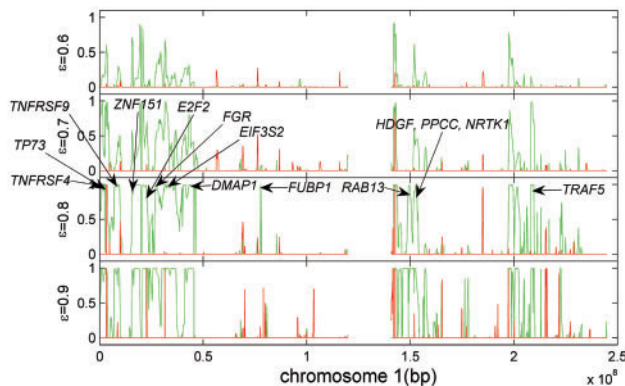 1
0.5
0
ε=0.6
TNFRSF9
ZNF151
E2F2
FGR
EIF3S2
TP73
TNFRSF4
1
0.5
0
ε=0.7
HDGF, PPCC, NRTK1
DMAP1
FUBP1
RAB13
TRAF5
1
0.5
0
ε=0.8
1
0.5
0
ε=0.9
0 0.5 1 1.5 2 2.5
x 10⁸
chromosome 1(bp)